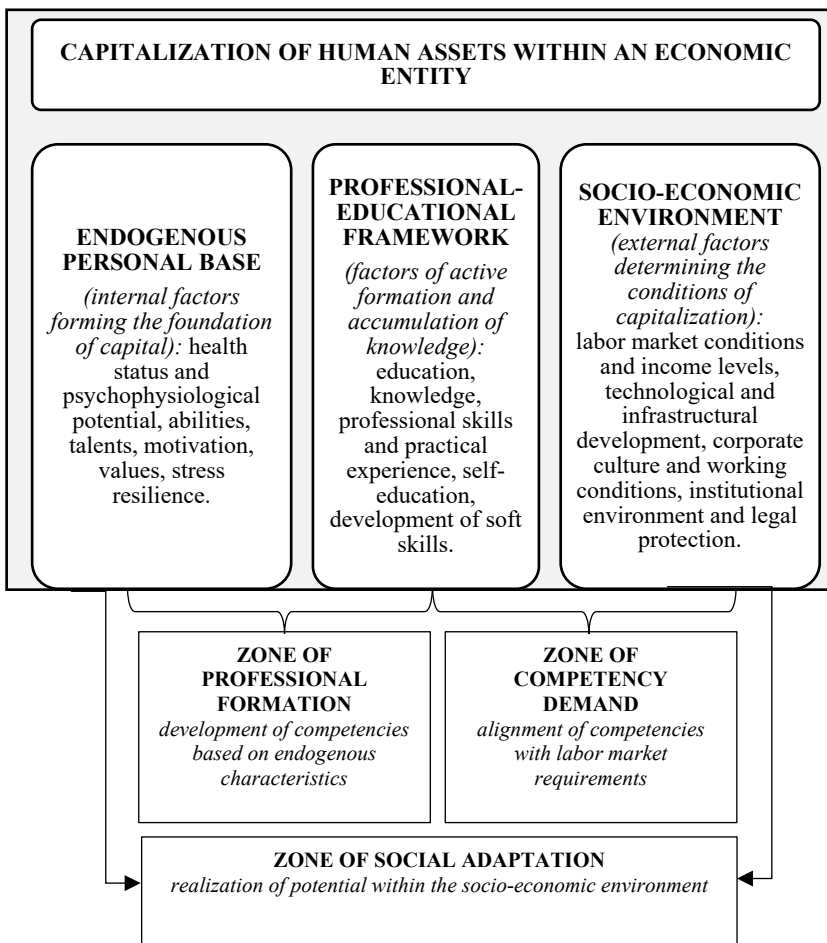 CAPITALIZATION OF HUMAN ASSETS WITHIN AN ECONOMIC
ENTITY
ENDOGENOUS
PERSONAL BASE
(internal factors
forming the foundation
of capital): health
status and
psychophysiological
potential, abilities,
talents, motivation,
values, stress
resilience.
PROFESSIONAL-
EDUCATIONAL
FRAMEWORK
(factors of active
formation and
accumulation of
knowledge):
education,
knowledge,
professional skills
and practical
experience, self-
education,
development of soft
skills.
SOCIO-ECONOMIC
ENVIRONMENT
(external factors
determining the
conditions of
capitalization):
labor market conditions
and income levels,
technological and
infrastructural
development, corporate
culture and working
conditions, institutional
environment and legal
protection.
ZONE OF
PROFESSIONAL
FORMATION
development of competencies
based on endogenous
characteristics
ZONE OF
COMPETENCY
DEMAND
alignment of competencies
with labor market
requirements
ZONE OF SOCIAL ADAPTATION
realization of potential within the socio-economic environment